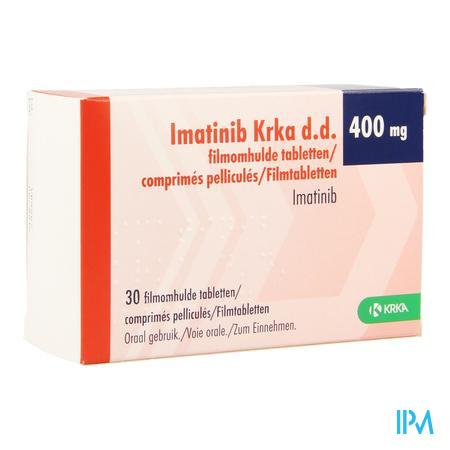 Imatinib Krka d.d.
400 mg
filmomhulde tabletten/
comprimés pelliculés/Filmtabletten
Imatinib
30 filmomhulde tabletten/
comprimés pelliculés/Filmtabletten
Oraal gebruik./Voie orale./Zum Einnehmen.
KRKA
IPM